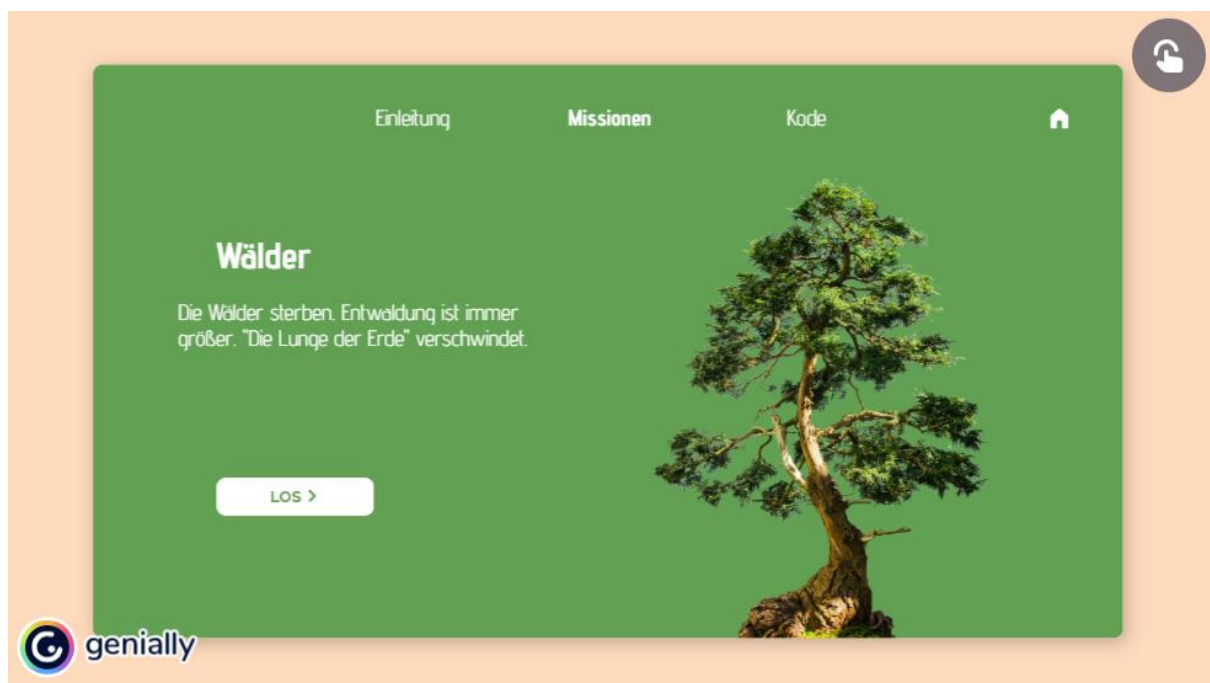 Einleitung Missionen Kode
Wälder
Die Wälder sterben. Entwaldung ist immer
größer. "Die Lunge der Erde" verschwindet.
LOS >
genially